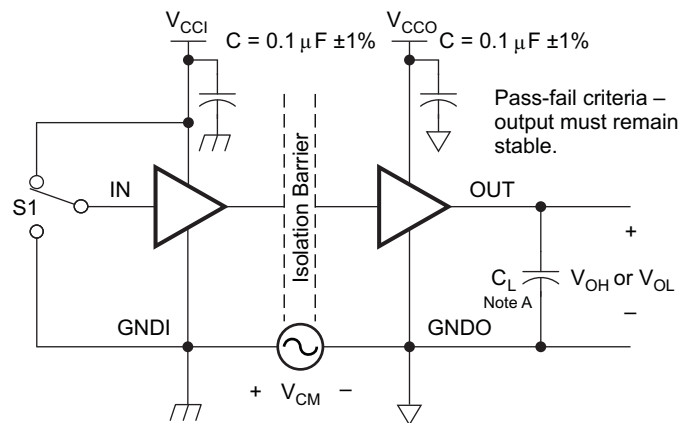 V_CCI
C = 0.1 μF ±1%
V_CCO
C = 0.1 μF ±1%
Pass-fail criteria –
output must remain
stable.
Isolation Barrier
IN
OUT
S1
+
C_L
Note A
V_OH or V_OL
–
GNDI
GNDO
+ V_CM –